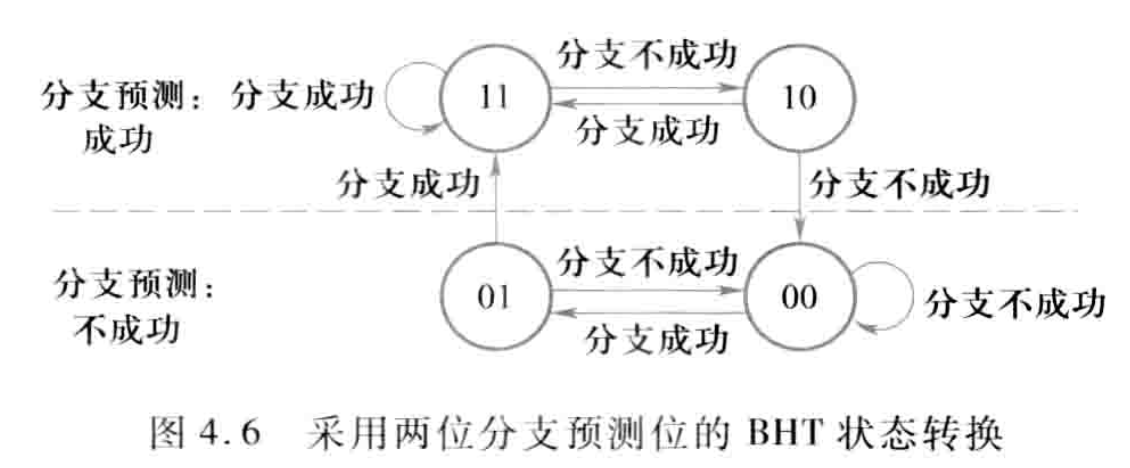 分支不成功
分支预测：分支成功 11 10
成功 分支成功
分支成功 分支不成功
分支不成功
分支预测： 01 00
不成功 分支成功 分支不成功
图 4.6 采用两位分支预测位的 BHT 状态转换